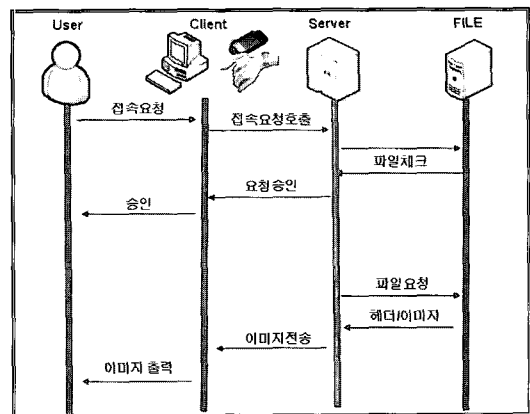 User Client Server FILE
접속요청
접속요청호출
파일체크
요청승인
승인
파일요청
헤더/이미지
이미지전송
이미지 출력